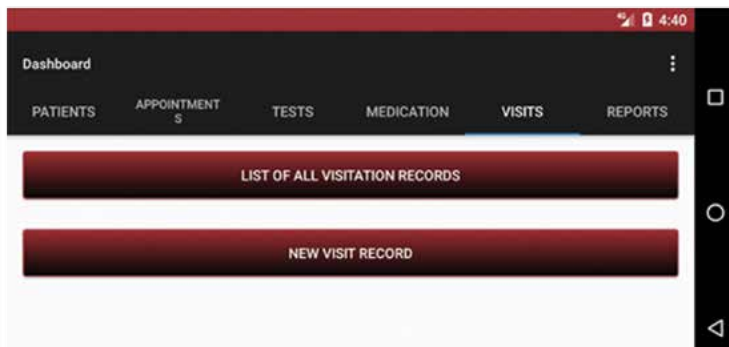 4:40
Dashboard
PATIENTS APPOINTMENT TESTS MEDICATION VISITS REPORTS
S
LIST OF ALL VISITATION RECORDS
NEW VISIT RECORD